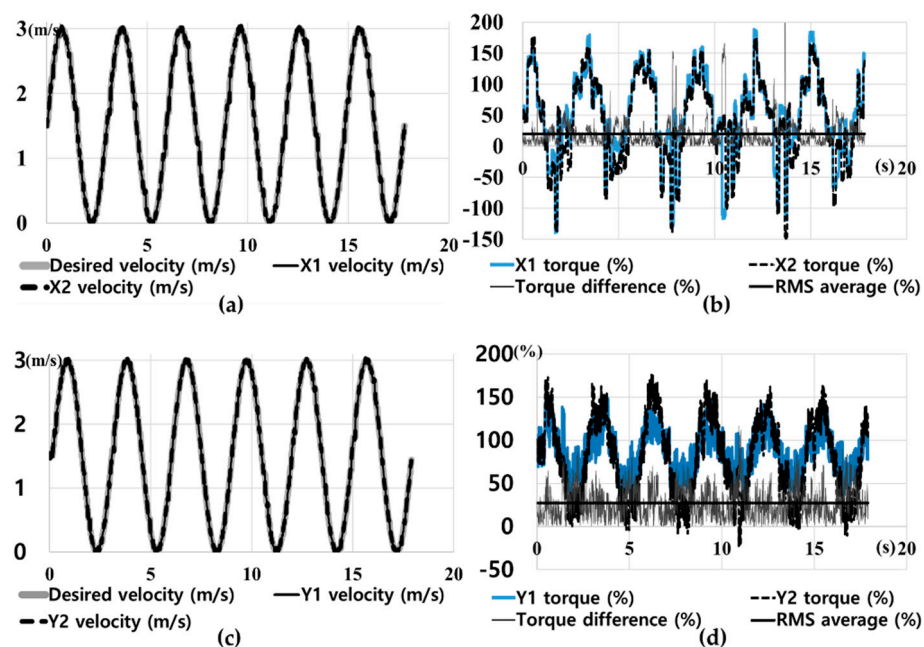 3(m/s)
2
1
0
0 5 10 15 20
Desired velocity (m/s) X1 velocity (m/s)
X2 velocity (m/s)
(a)
200
150
100
50
0
-50
-100
-150
0 5 10 15 20
(s)
X1 torque (%) X2 torque (%)
Torque difference (%) RMS average (%)
(b)
3(m/s)
2
1
0
0 5 10 15 20
Desired velocity (m/s) Y1 velocity (m/s)
Y2 velocity (m/s)
(c)
200(%)
150
100
50
0
-50
0 5 10 15 20
(s)
Y1 torque (%) Y2 torque (%)
Torque difference (%) RMS average (%)
(d)